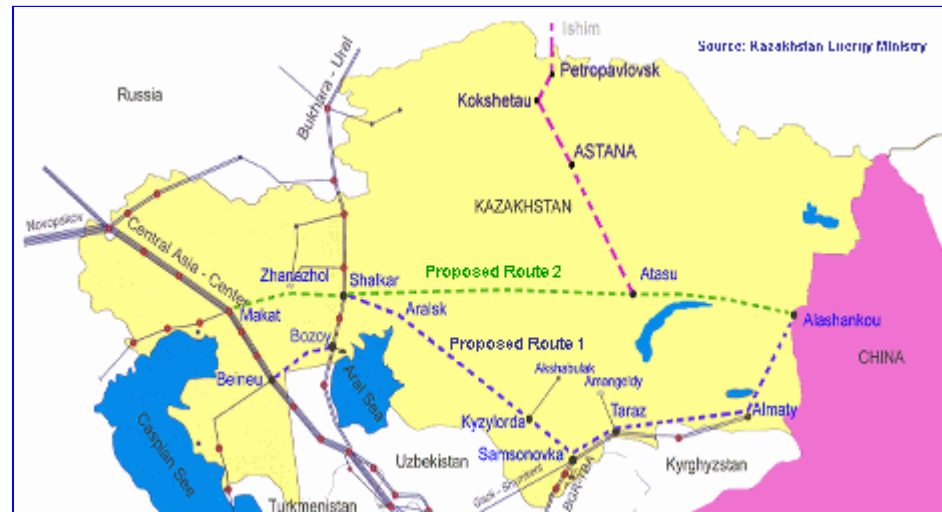 Ishim
Source: Kazakhstan Energy Ministry
Petropavlovsk
Russia
Bukhara - Ural
Kokshetau
ASTANA
KAZAKHSTAN
Novopskov
Central Asia - Center
Zhanazhol
Shalkar
Proposed Route 2
Atasu
Makat
Aralsk
Alashankou
Bozoy
Proposed Route 1
CHINA
Beineu
Aral Sea
Akshabulak
Amangeldy
Caspian See
Kyzylorda
Taraz
Almaty
Samsonovka
Uzbekistan
Kyrghyzstan
Turkmenistan